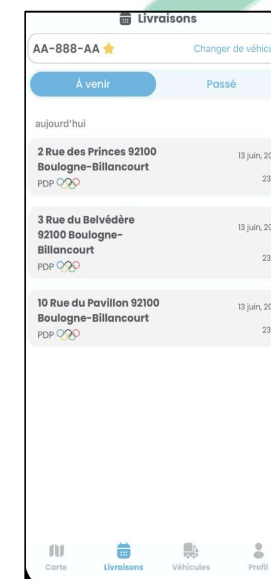 Livraisons
AA-888-AA
Changer de véhicu
À venir
Passé
aujourd'hui
2 Rue des Princes 92100
Boulogne-Billancourt
PDP
13 juin, 20
23
3 Rue du Belvédère
92100 Boulogne-
Billancourt
PDP
13 juin, 20
23
10 Rue du Pavillon 92100
Boulogne-Billancourt
PDP
13 juin, 20
23
Carte
Livraisons
Véhicules
Profil